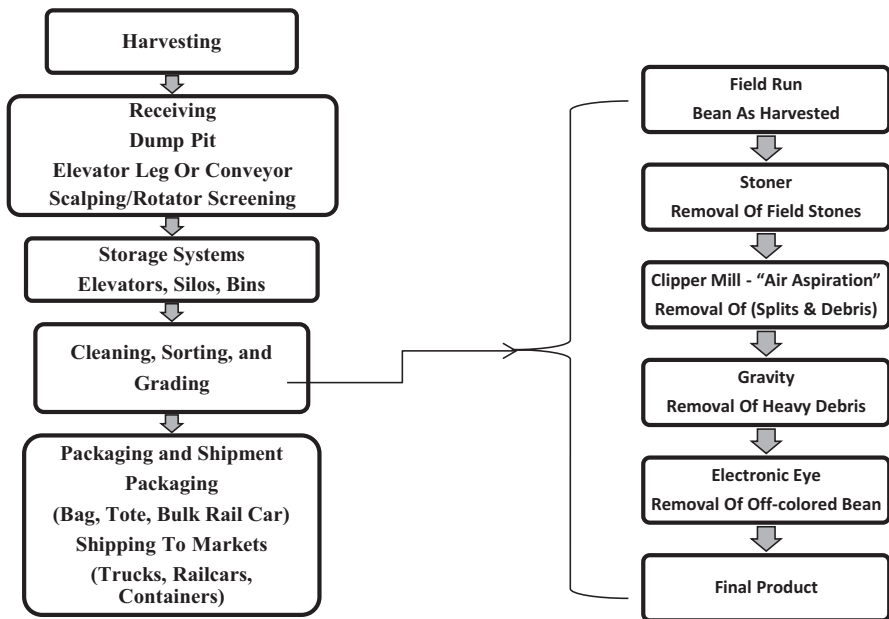 Harvesting
Receiving
Dump Pit
Elevator Leg Or Conveyor
Scalping/Rotator Screening
Storage Systems
Elevators, Silos, Bins
Cleaning, Sorting, and
Grading
Packaging and Shipment
Packaging
(Bag, Tote, Bulk Rail Car)
Shipping To Markets
(Trucks, Railcars,
Containers)
Field Run
Bean As Harvested
Stoner
Removal Of Field Stones
Clipper Mill - “Air Aspiration”
Removal Of (Splits & Debris)
Gravity
Removal Of Heavy Debris
Electronic Eye
Removal Of Off-colored Bean
Final Product